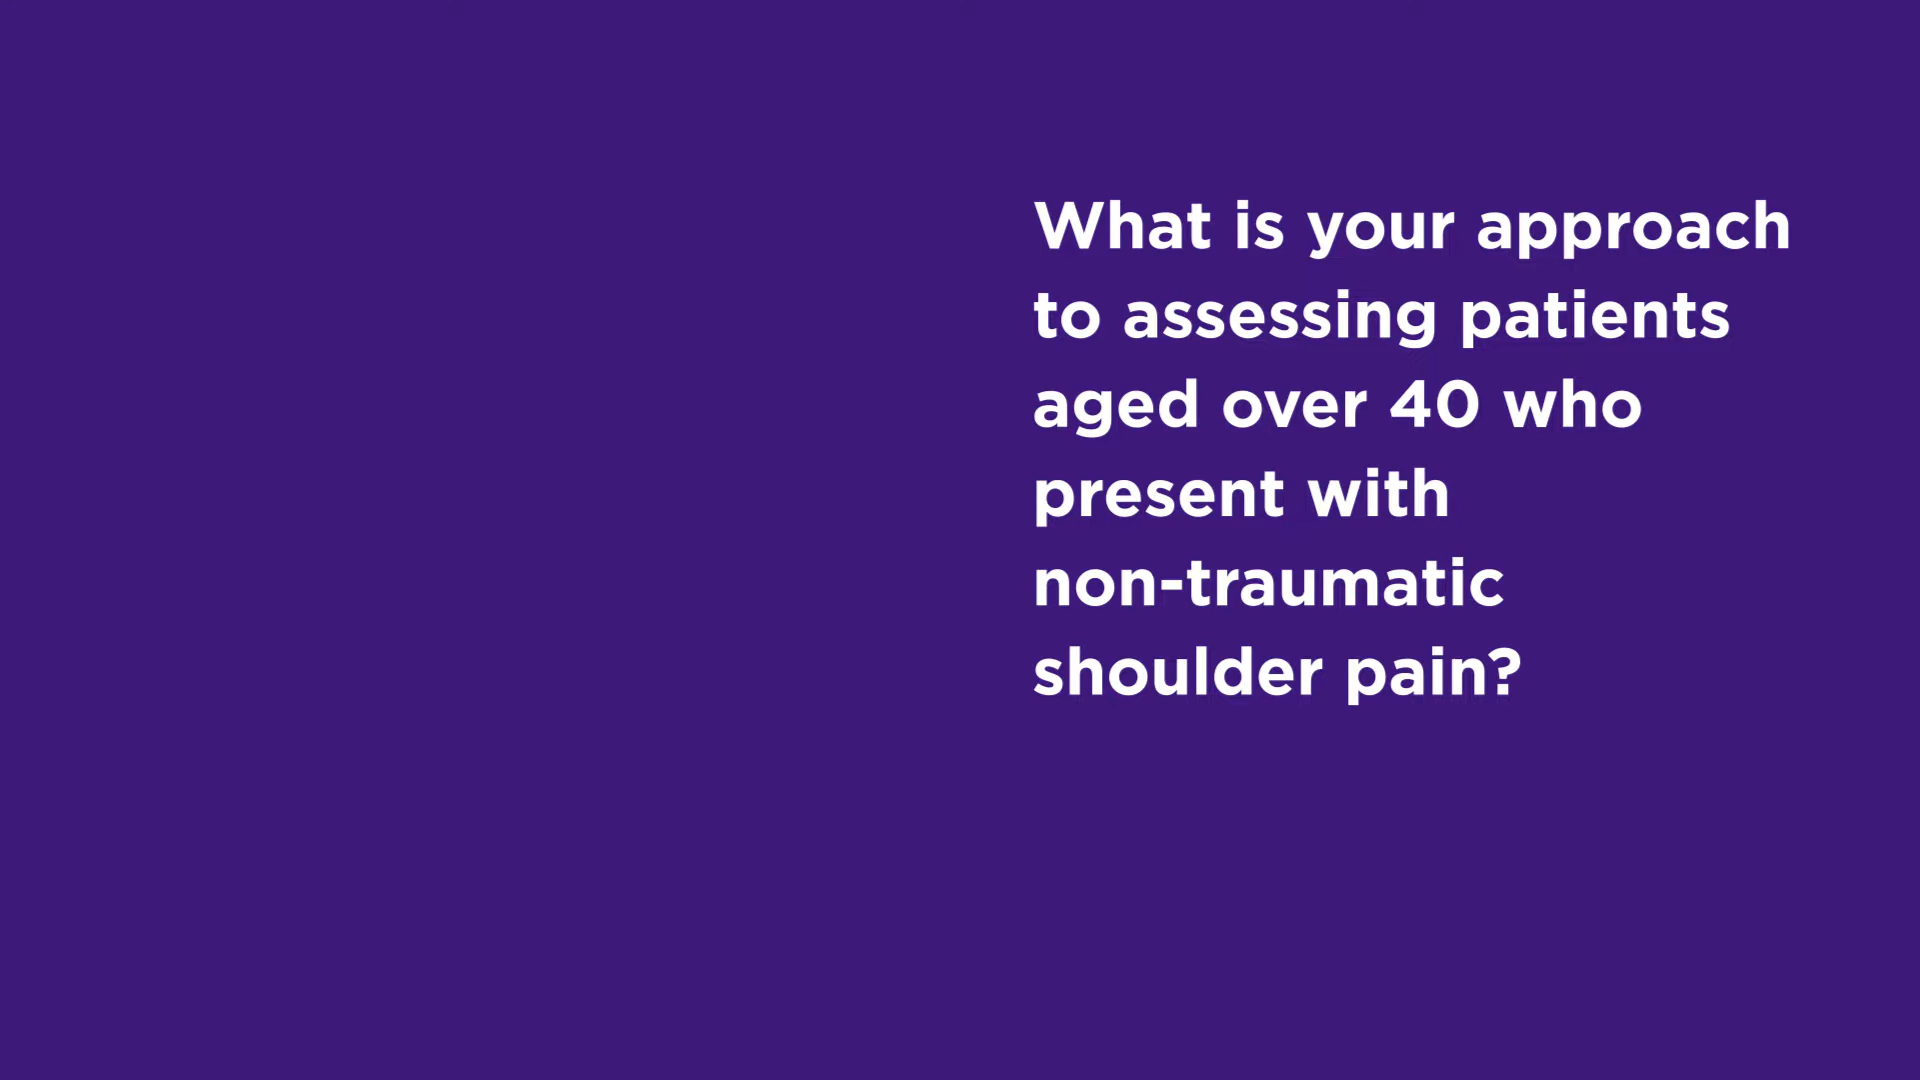 What is your approach
to assessing patients
aged over 40 who
present with
non-traumatic
shoulder pain?